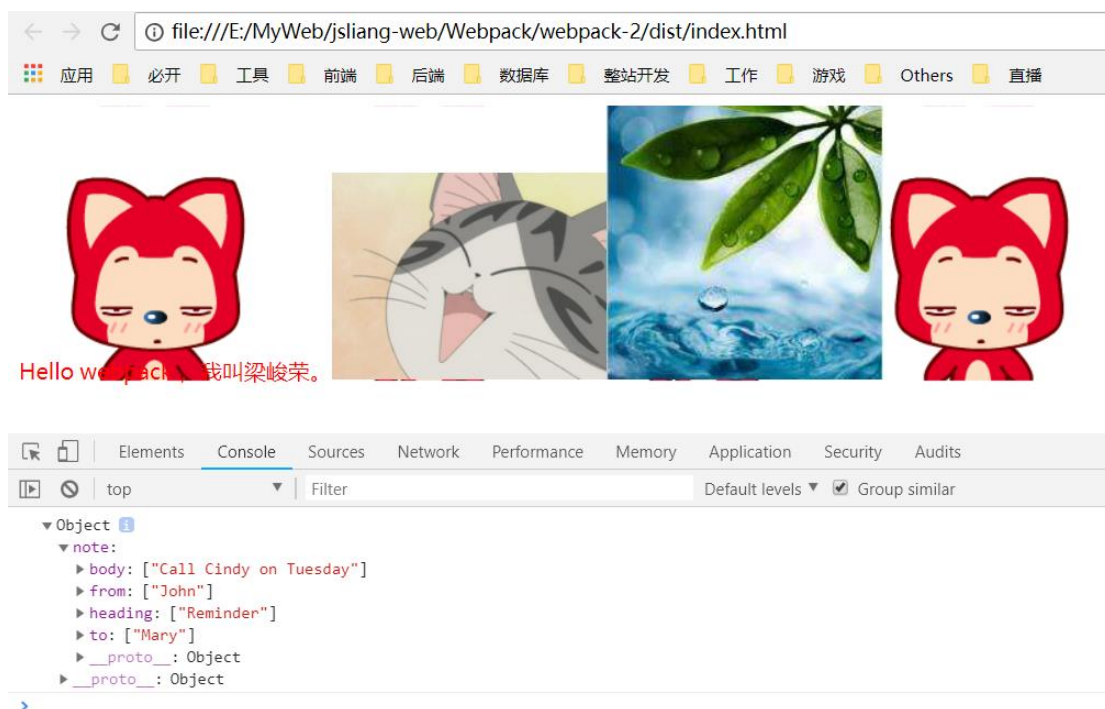 file:///E:/MyWeb/jsliang-web/Webpack/webpack-2/dist/index.html
应用 必开 工具 前端 后端 数据库 整站开发 工作 游戏 Others 直播
Hello webpack ，我叫梁峻荣。
Elements Console Sources Network Performance Memory Application Security Audits
top Filter Default levels Group similar
Object
note:
body: ["Call Cindy on Tuesday"]
from: ["John"]
heading: ["Reminder"]
to: ["Mary"]
__proto__: Object
__proto__: Object